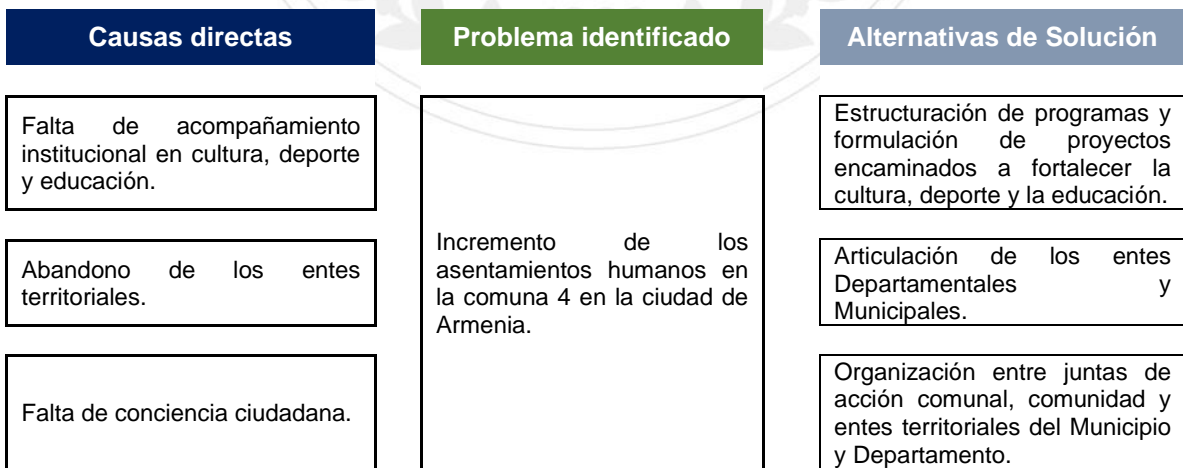 Causas directas
Falta de acompañamiento
institucional en cultura, deporte
y educación.
Abandono de los entes
territoriales.
Falta de conciencia ciudadana.
Problema identificado
Incremento de los
asentamientos humanos en
la comuna 4 en la ciudad de
Armenia.
Alternativas de Solución
Estructuración de programas y
formulación de proyectos
encaminados a fortalecer la
cultura, deporte y la educación.
Articulación de los entes
Departamentales y
Municipales.
Organización entre juntas de
acción comunal, comunidad y
entes territoriales del Municipio
y Departamento.